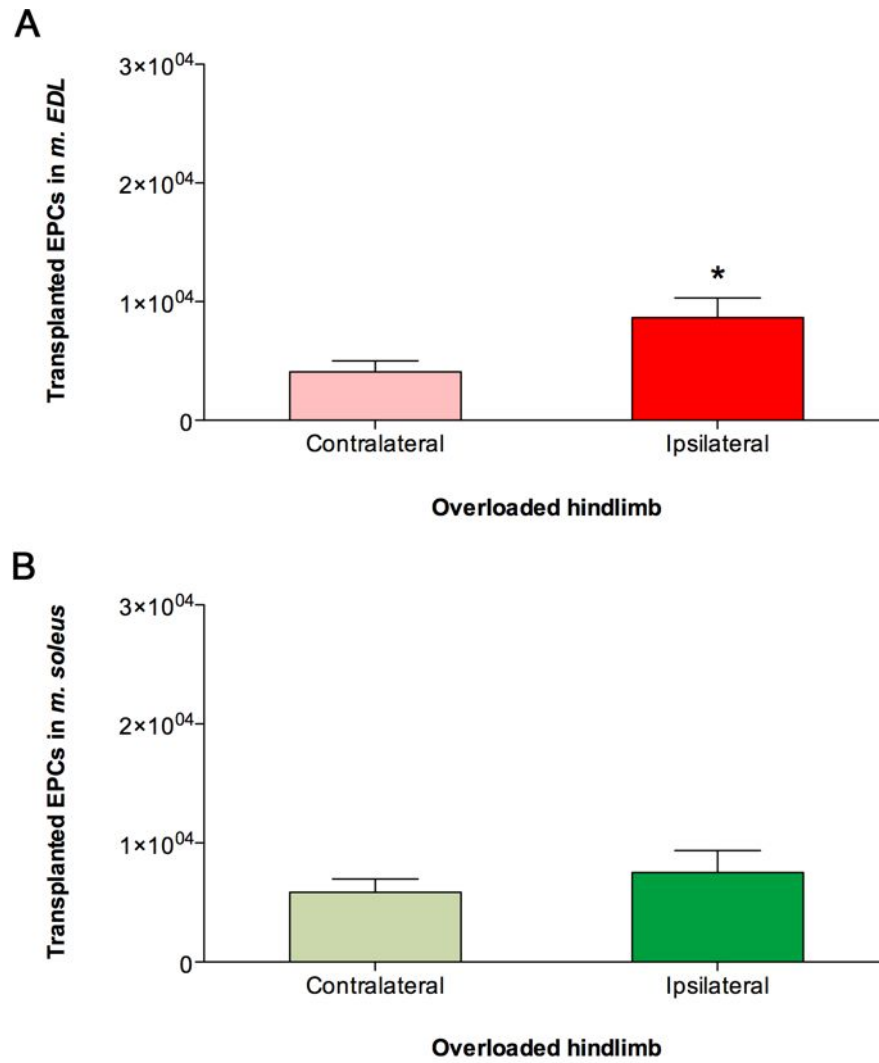 A
Transplanted EPCs in m. EDL
3×10⁰⁴
2×10⁰⁴
1×10⁰⁴
0
*
Contralateral
Ipsilateral
Overloaded hindlimb
B
Transplanted EPCs in m. soleus
3×10⁰⁴
2×10⁰⁴
1×10⁰⁴
0
Contralateral
Ipsilateral
Overloaded hindlimb